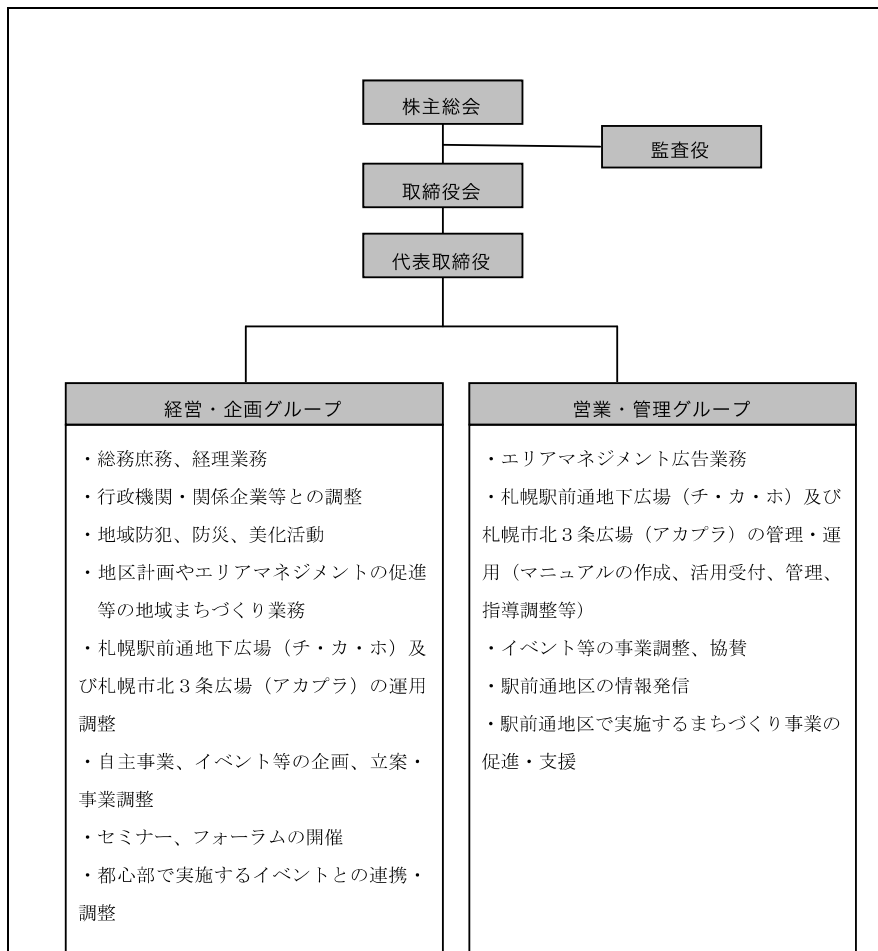 株主総会
監査役
取締役会
代表取締役
経営・企画グループ
・総務庶務、経理業務
・行政機関・関係企業等との調整
・地域防犯、防災、美化活動
・地区計画やエリアマネジメントの促進
等の地域まちづくり業務
・札幌駅前通地下広場（チ・カ・ホ）及
び札幌市北３条広場（アカプラ）の運用
調整
・自主事業、イベント等の企画、立案・
事業調整
・セミナー、フォーラムの開催
・都心部で実施するイベントとの連携・
調整
営業・管理グループ
・エリアマネジメント広告業務
・札幌駅前通地下広場（チ・カ・ホ）及び
札幌市北３条広場（アカプラ）の管理・運
用（マニュアルの作成、活用受付、管理、
指導調整等）
・イベント等の事業調整、協賛
・駅前通地区の情報発信
・駅前通地区で実施するまちづくり事業の
促進・支援